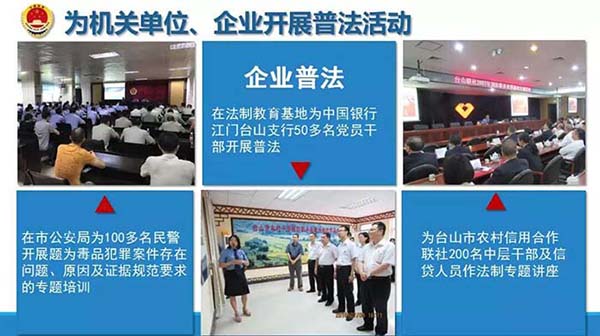 为机关单位、企业开展普法活动
企业普法
在法制教育基地为中国银行
江门台山支行50多名党员干
部开展普法
在市公安局为100多名民警
开展题为毒品犯罪案件存在
问题、原因及证据规范要求
的专题培训
为台山市农村信用合作
联社200名中层干部及信
贷人员作法制专题讲座